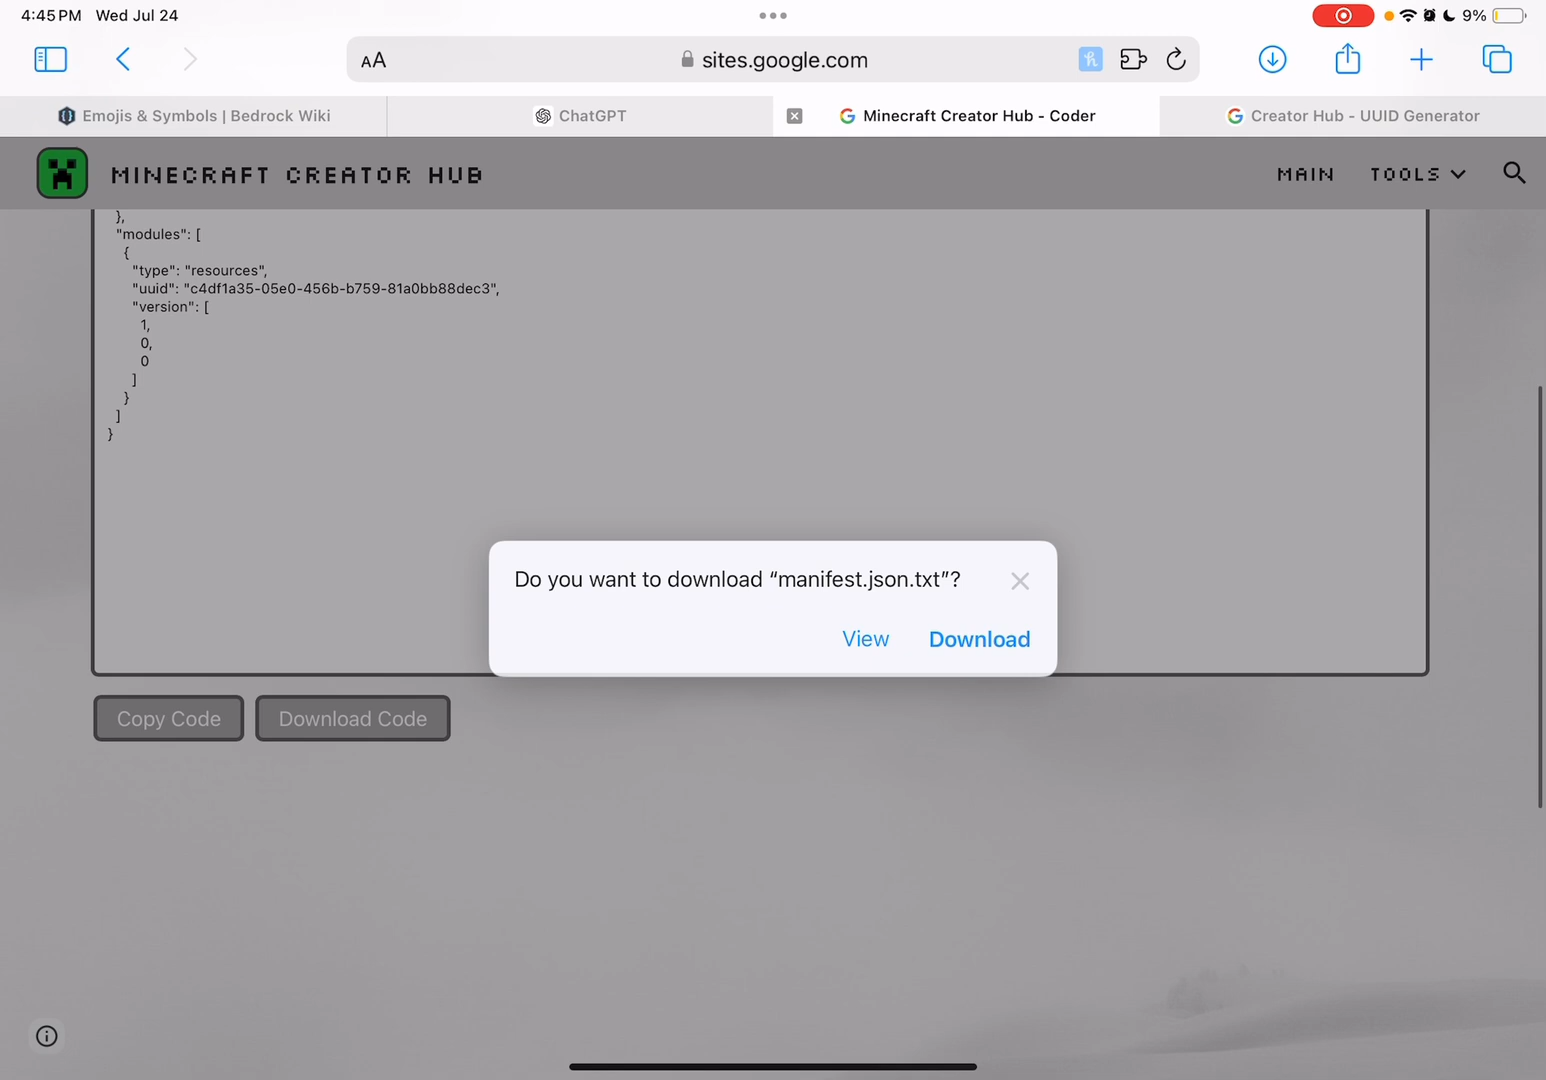 4:45 PM Wed Jul 24
9%
AA
sites.google.com
Emojis & Symbols | Bedrock Wiki
ChatGPT
Minecraft Creator Hub - Coder
Creator Hub - UUID Generator
MINECRAFT CREATOR HUB
MAIN
TOOLS
},
"modules": [
{
"type": "resources",
"uuid": "c4df1a35-05e0-456b-b759-81a0bb88dec3",
"version": [
1,
0,
0
]
}
]
}
Do you want to download “manifest.json.txt”?
View
Download
Copy Code
Download Code